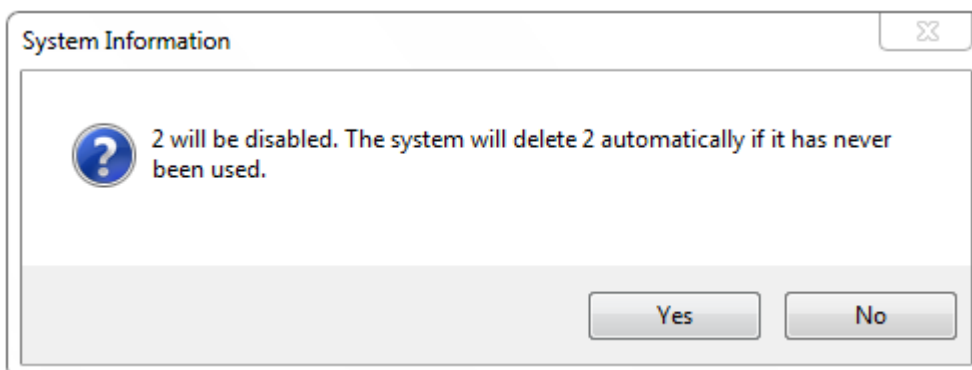 System Information
2 will be disabled. The system will delete 2 automatically if it has never
been used.
Yes
No